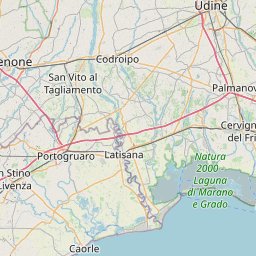 Udine
Codroipo
enone
San Vito al
Tagliamento
Palmanov
Cervign
del Fri
Portogruaro
Latisana
Natura
2000
Laguna
di Marano
e Grado
n Stino
Livenza
Caorle